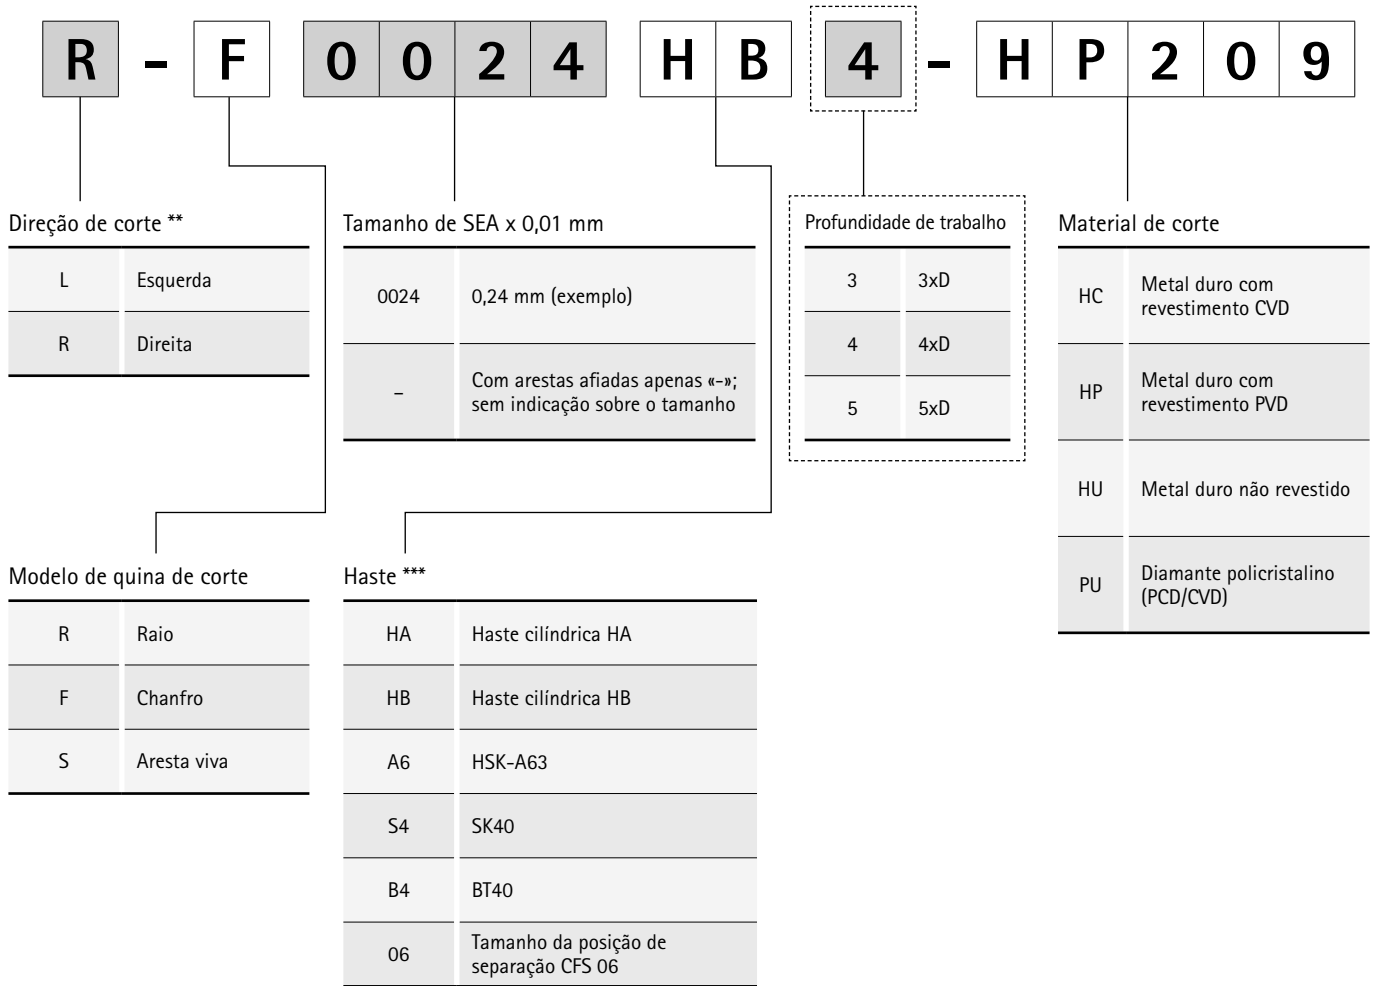 R - F 0 0 2 4 H B 4 - H P 2 0 9
Direção de corte **
L Esquerda
R Direita
Tamanho de SEA x 0,01 mm
0024 0,24 mm (exemplo)
– Com arestas afiadas apenas «-»;
sem indicação sobre o tamanho
Profundidade de trabalho
3 3xD
4 4xD
5 5xD
Material de corte
HC Metal duro com
revestimento CVD
HP Metal duro com
revestimento PVD
HU Metal duro não revestido
PU Diamante policristalino
(PCD/CVD)
Modelo de quina de corte
R Raio
F Chanfro
S Aresta viva
Haste ***
HA Haste cilíndrica HA
HB Haste cilíndrica HB
A6 HSK-A63
S4 SK40
B4 BT40
06 Tamanho da posição de
separação CFS 06